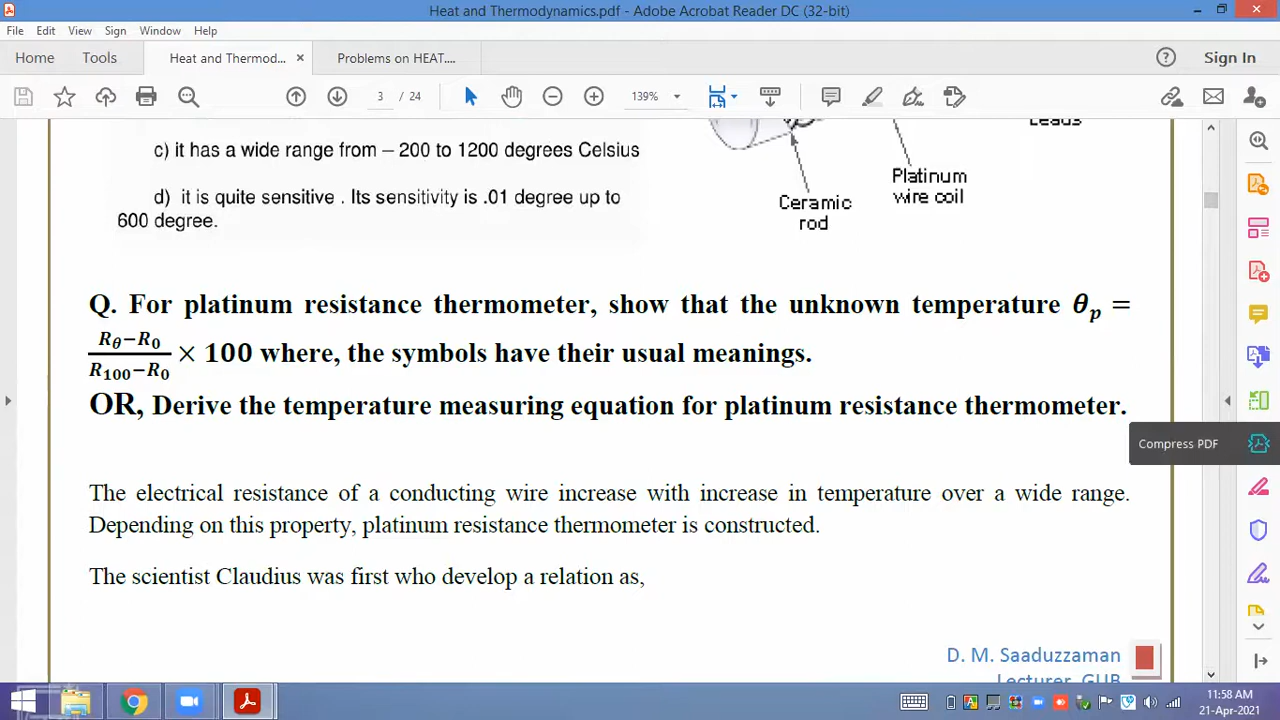 Heat and Thermodynamics.pdf - Adobe Acrobat Reader DC (32-bit)
File Edit View Sign Window Help
Home Tools Heat and Thermod... × Problems on HEAT.... Sign In
3 / 24 139%
Leads
c) it has a wide range from – 200 to 1200 degrees Celsius
Platinum
wire coil
d) it is quite sensitive . Its sensitivity is .01 degree up to
600 degree.
Ceramic
rod
Q. For platinum resistance thermometer, show that the unknown temperature θp =
Rθ−R0 / R100−R0 × 100 where, the symbols have their usual meanings.
OR, Derive the temperature measuring equation for platinum resistance thermometer.
Compress PDF
The electrical resistance of a conducting wire increase with increase in temperature over a wide range.
Depending on this property, platinum resistance thermometer is constructed.
The scientist Claudius was first who develop a relation as,
D. M. Saaduzzaman
Lecturer, GUB
11:58 AM
21-Apr-2021